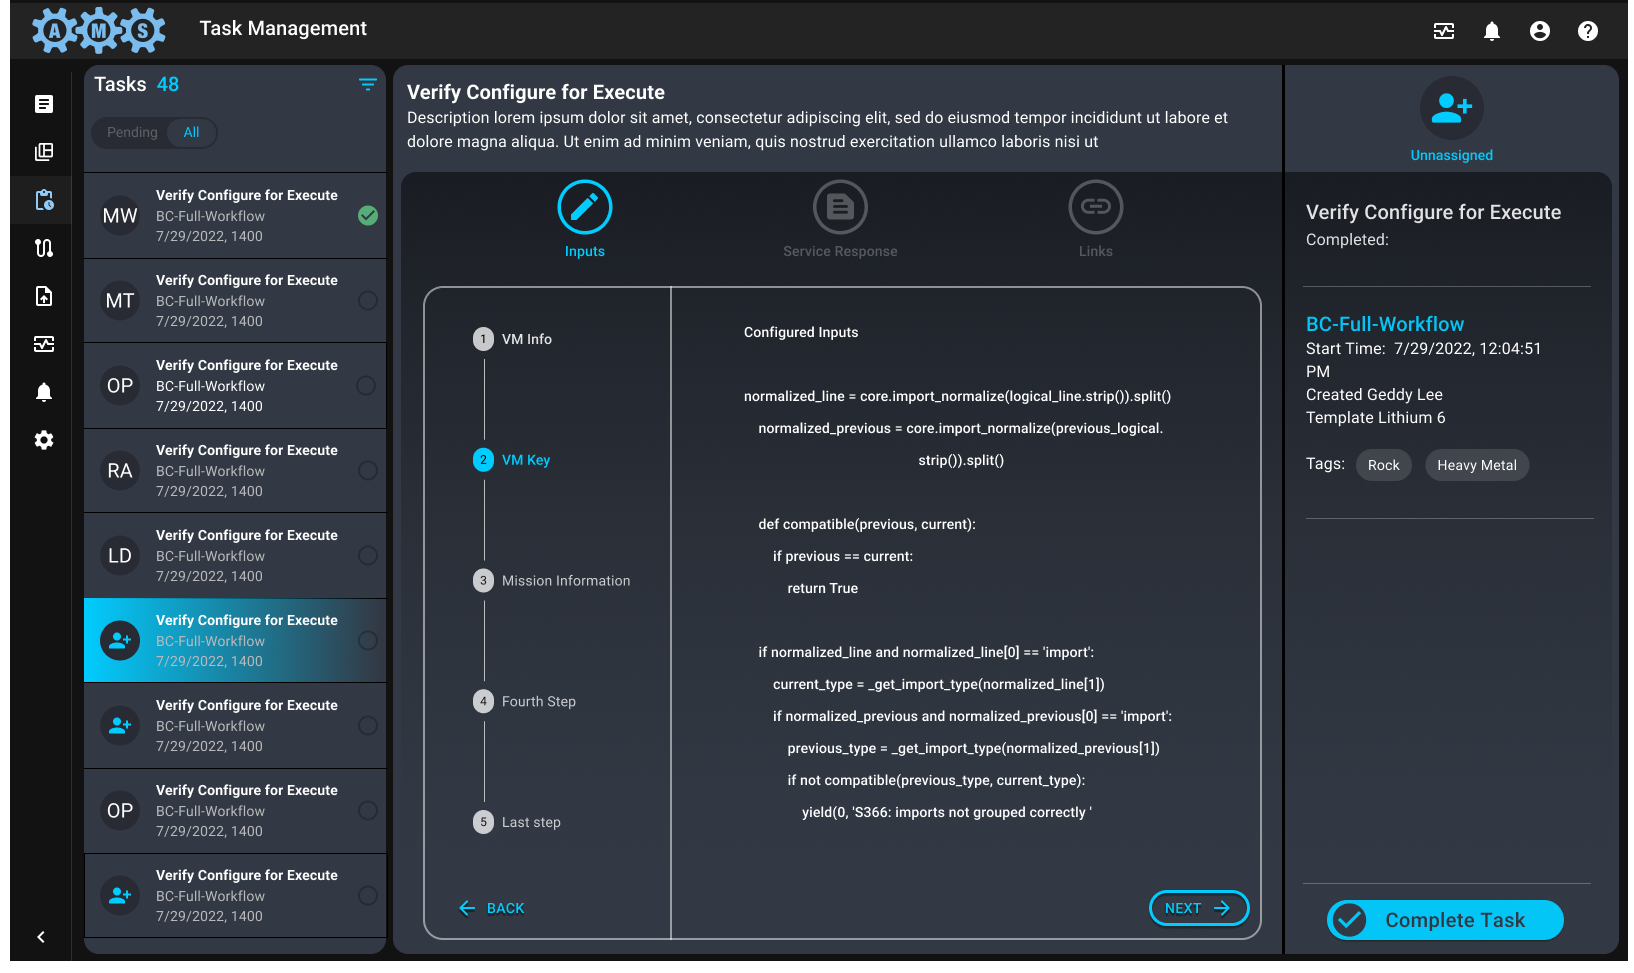 AMS
Task Management
Tasks 48
Pending All
MW
Verify Configure for Execute
BC-Full-Workflow
7/29/2022, 1400
MT
Verify Configure for Execute
BC-Full-Workflow
7/29/2022, 1400
OP
Verify Configure for Execute
BC-Full-Workflow
7/29/2022, 1400
RA
Verify Configure for Execute
BC-Full-Workflow
7/29/2022, 1400
LD
Verify Configure for Execute
BC-Full-Workflow
7/29/2022, 1400
Verify Configure for Execute
BC-Full-Workflow
7/29/2022, 1400
Verify Configure for Execute
BC-Full-Workflow
7/29/2022, 1400
OP
Verify Configure for Execute
BC-Full-Workflow
7/29/2022, 1400
Verify Configure for Execute
BC-Full-Workflow
7/29/2022, 1400
Verify Configure for Execute
Description lorem ipsum dolor sit amet, consectetur adipiscing elit, sed do eiusmod tempor incididunt ut labore et
dolore magna aliqua. Ut enim ad minim veniam, quis nostrud exercitation ullamco laboris nisi ut
Inputs
Service Response
Links
1 VM Info
2 VM Key
3 Mission Information
4 Fourth Step
5 Last step
BACK
Configured Inputs
normalized_line = core.import_normalize(logical_line.strip()).split()
normalized_previous = core.import_normalize(previous_logical.
strip()).split()
def compatible(previous, current):
if previous == current:
return True
if normalized_line and normalized_line[0] == 'import':
current_type = _get_import_type(normalized_line[1])
if normalized_previous and normalized_previous[0] == 'import':
previous_type = _get_import_type(normalized_previous[1])
if not compatible(previous_type, current_type):
yield(0, 'S366: imports not grouped correctly '
NEXT
Unnassigned
Verify Configure for Execute
Completed:
BC-Full-Workflow
Start Time: 7/29/2022, 12:04:51
PM
Created Geddy Lee
Template Lithium 6
Tags: Rock Heavy Metal
Complete Task